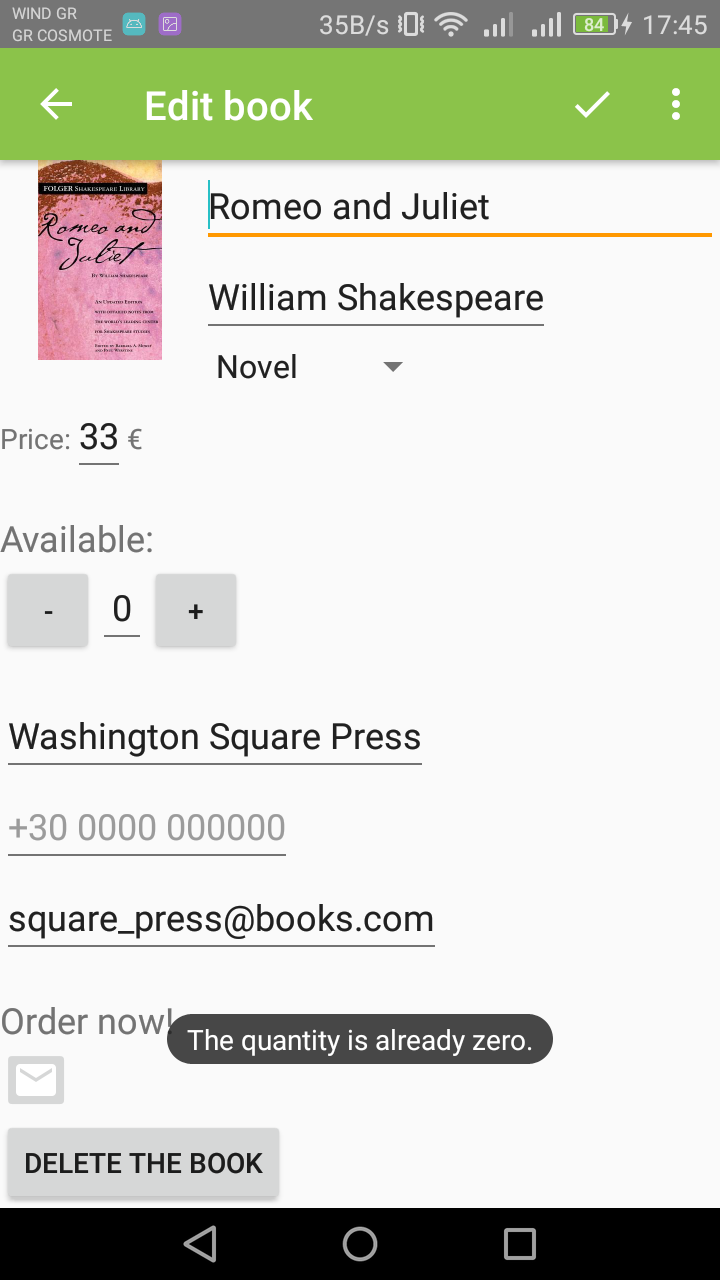 WIND GR
GR COSMOTE
35B/s
84
17:45
Edit book
FOLGER SHAKESPEARE LIBRARY
Romeo and
Juliet
BY WILLIAM SHAKESPEARE
AN UPDATED EDITION
WITH DETAILED NOTES FROM
THE WORLD'S LEADING CENTER
FOR SHAKESPEARE STUDIES
EDITED BY BARBARA A. MOWAT
AND PAUL WERSTINE
Romeo and Juliet
William Shakespeare
Novel
Price: 33 €
Available:
- 0 +
Washington Square Press
+30 0000 000000
square_press@books.com
Order now!
The quantity is already zero.
DELETE THE BOOK